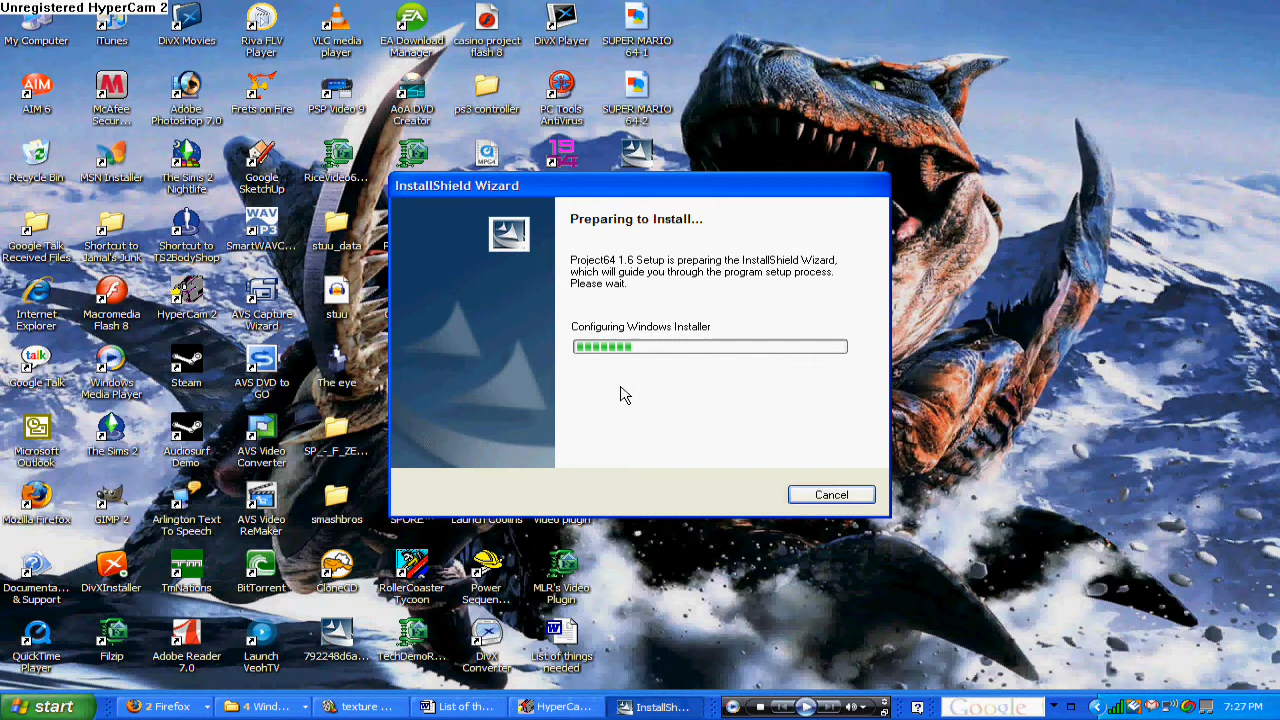 Unregistered HyperCam 2
My Computer
iTunes
DivX Movies
Riva FLV
Player
VLC media
player
EA Download
Manager
casino project
flash 8
DivX Player
SUPER MARIO
64-1
AIM 6
McAfee
Secur...
Adobe
Photoshop 7.0
Frets on Fire
PSP Video 9
AoA DVD
Creator
ps3 controller
PC Tools
AntiVirus
SUPER MARIO
64-2
Recycle Bin
MSN Installer
The Sims 2
Nightlife
Google
SketchUp
RiceVideo6...
Google Talk
Received Files
Shortcut to
Jamal's Junk
Shortcut to
TS2BodyShop
WAV
MP3
SmartWAVC...
stuu_data
Internet
Explorer
Macromedia
Flash 8
HyperCam 2
AVS Capture
Wizard
stuu
talk
Google Talk
Windows
Media Player
Steam
AVS DVD to
GO
The eye
Microsoft
Outlook
The Sims 2
Audiosurf
Demo
AVS Video
Converter
SP_-_F_ZE...
Mozilla Firefox
GIMP 2
Arlington Text
To Speech
AVS Video
ReMaker
smashbros
Documenta...
& Support
DivXInstaller
TmNations
BitTorrent
CloneCD
RollerCoaster
Tycoon
Power
Sequen...
MLR's Video
Plugin
QuickTime
Player
Filzip
Adobe Reader
7.0
Launch
VeohTV
792248d6a...
TechDemoR...
DivX
Converter
List of things
needed
InstallShield Wizard
Preparing to Install...
Project64 1.6 Setup is preparing the InstallShield Wizard,
which will guide you through the program setup process.
Please wait.
Configuring Windows Installer
Cancel
start
2 Firefox
4 Wind...
texture ...
List of th...
HyperCa...
InstallSh...
Google
7:27 PM